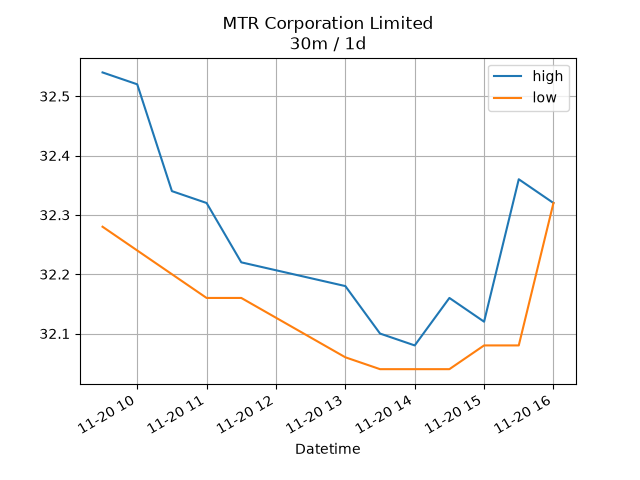 MTR Corporation Limited
30m / 1d
high
low
32.5
32.4
32.3
32.2
32.1
11-20 10
11-20 11
11-20 12
11-20 13
11-20 14
11-20 15
11-20 16
Datetime